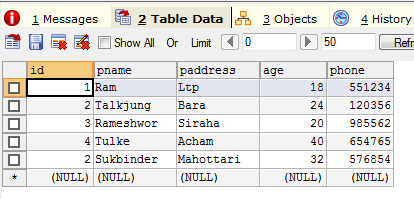 1 Messages 2 Table Data 3 Objects 4 History
Show All Or Limit 0 50 Refr
id pname paddress age phone
1 Ram Ltp 18 551234
2 Talkjung Bara 24 120356
3 Rameshwor Siraha 20 985562
4 Tulke Acham 40 654765
2 Sukbinder Mahottari 32 576854
* (NULL) (NULL) (NULL) (NULL) (NULL)